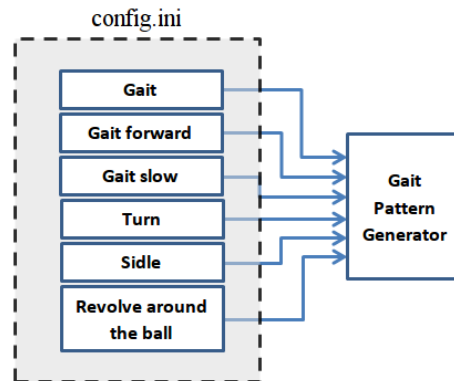 config.ini
Gait
Gait forward
Gait slow
Turn
Sidle
Revolve around
the ball
Gait
Pattern
Generator